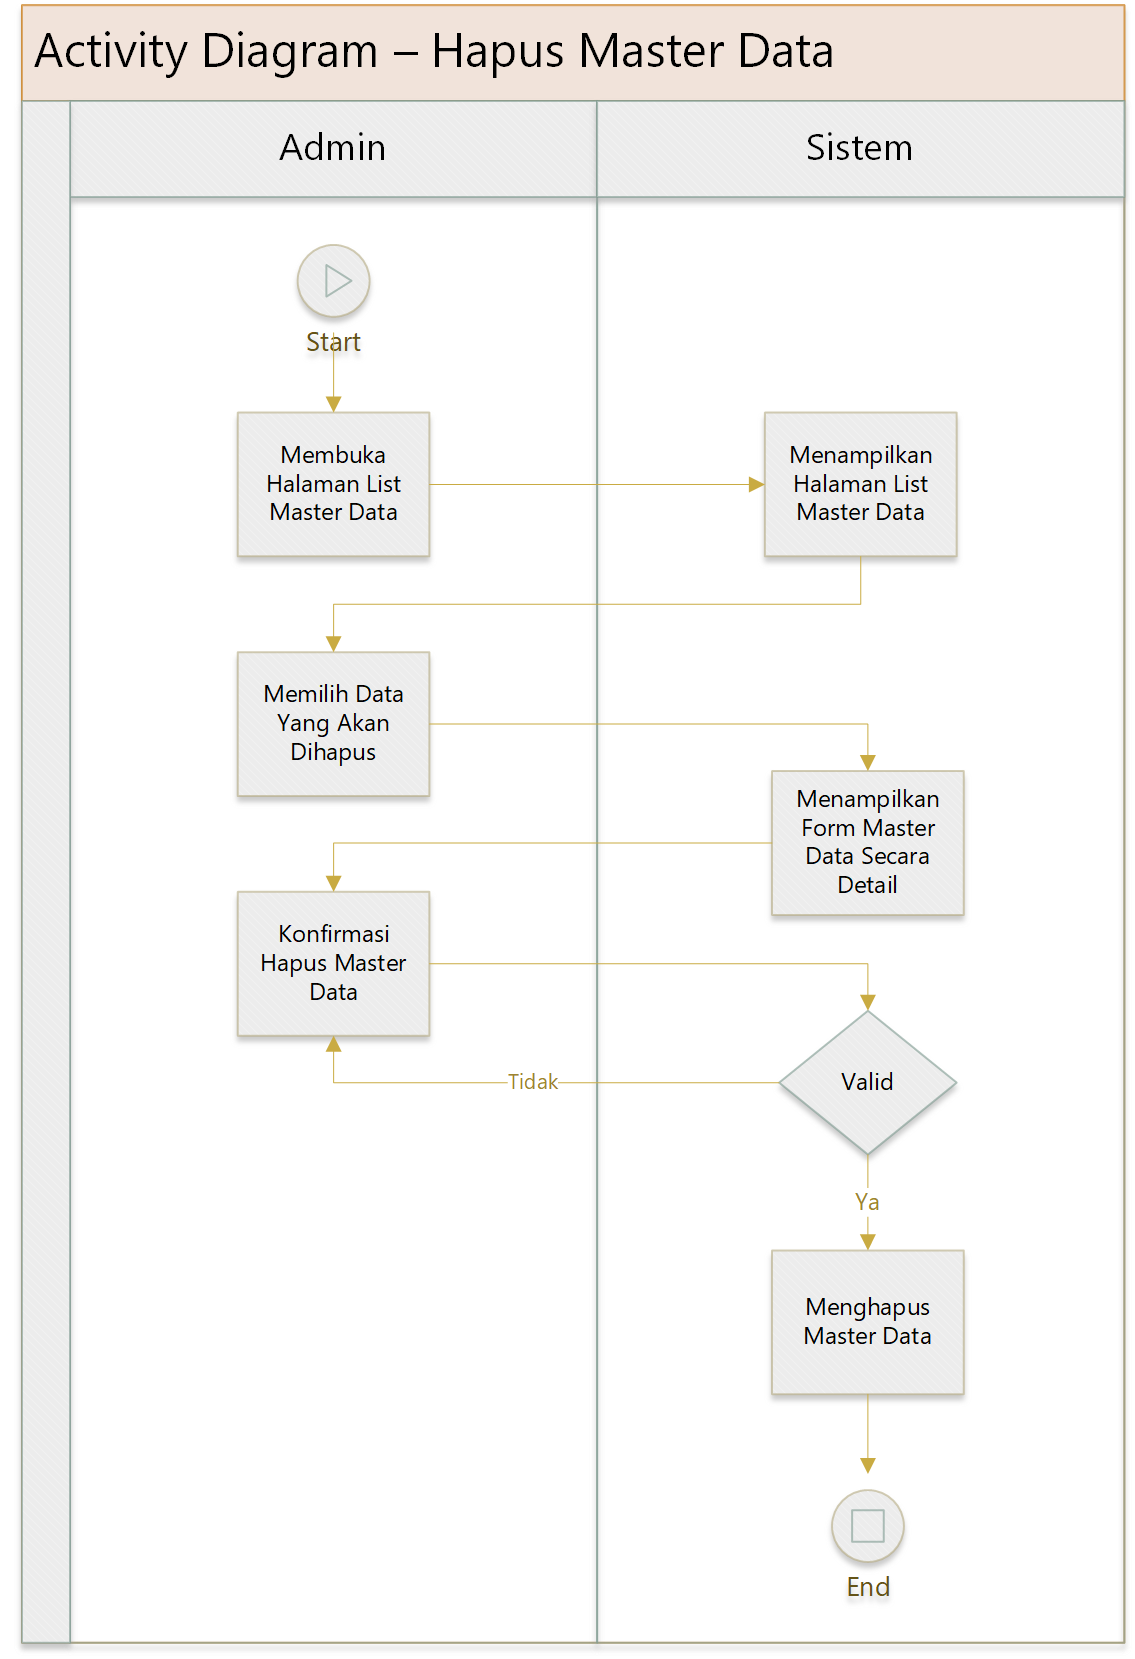 Activity Diagram – Hapus Master Data
Admin
Sistem
Start
Membuka
Halaman List
Master Data
Menampilkan
Halaman List
Master Data
Memilih Data
Yang Akan
Dihapus
Menampilkan
Form Master
Data Secara
Detail
Konfirmasi
Hapus Master
Data
Valid
Tidak
Ya
Menghapus
Master Data
End